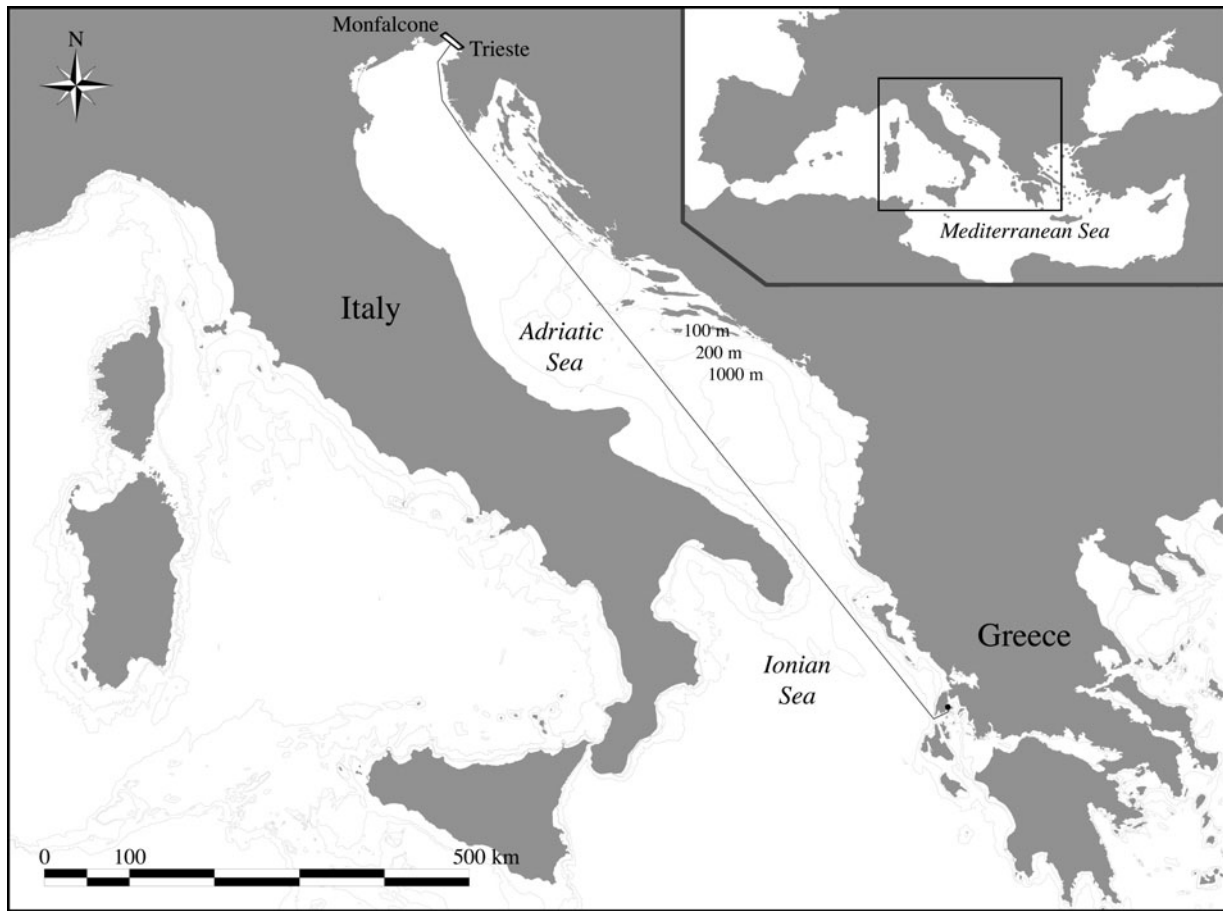 N
Monfalcone
Trieste
Mediterranean Sea
Italy
Adriatic
Sea
100 m
200 m
1000 m
Greece
Ionian
Sea
0 100 500 km